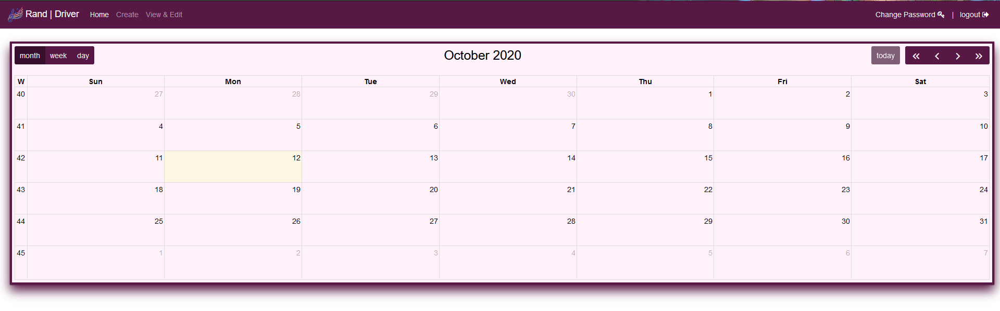 Rand | Driver Home Create View & Edit Change Password | logout
month week day October 2020 today
W Sun Mon Tue Wed Thu Fri Sat
40 27 28 29 30 1 2 3
41 4 5 6 7 8 9 10
42 11 12 13 14 15 16 17
43 18 19 20 21 22 23 24
44 25 26 27 28 29 30 31
45 1 2 3 4 5 6 7